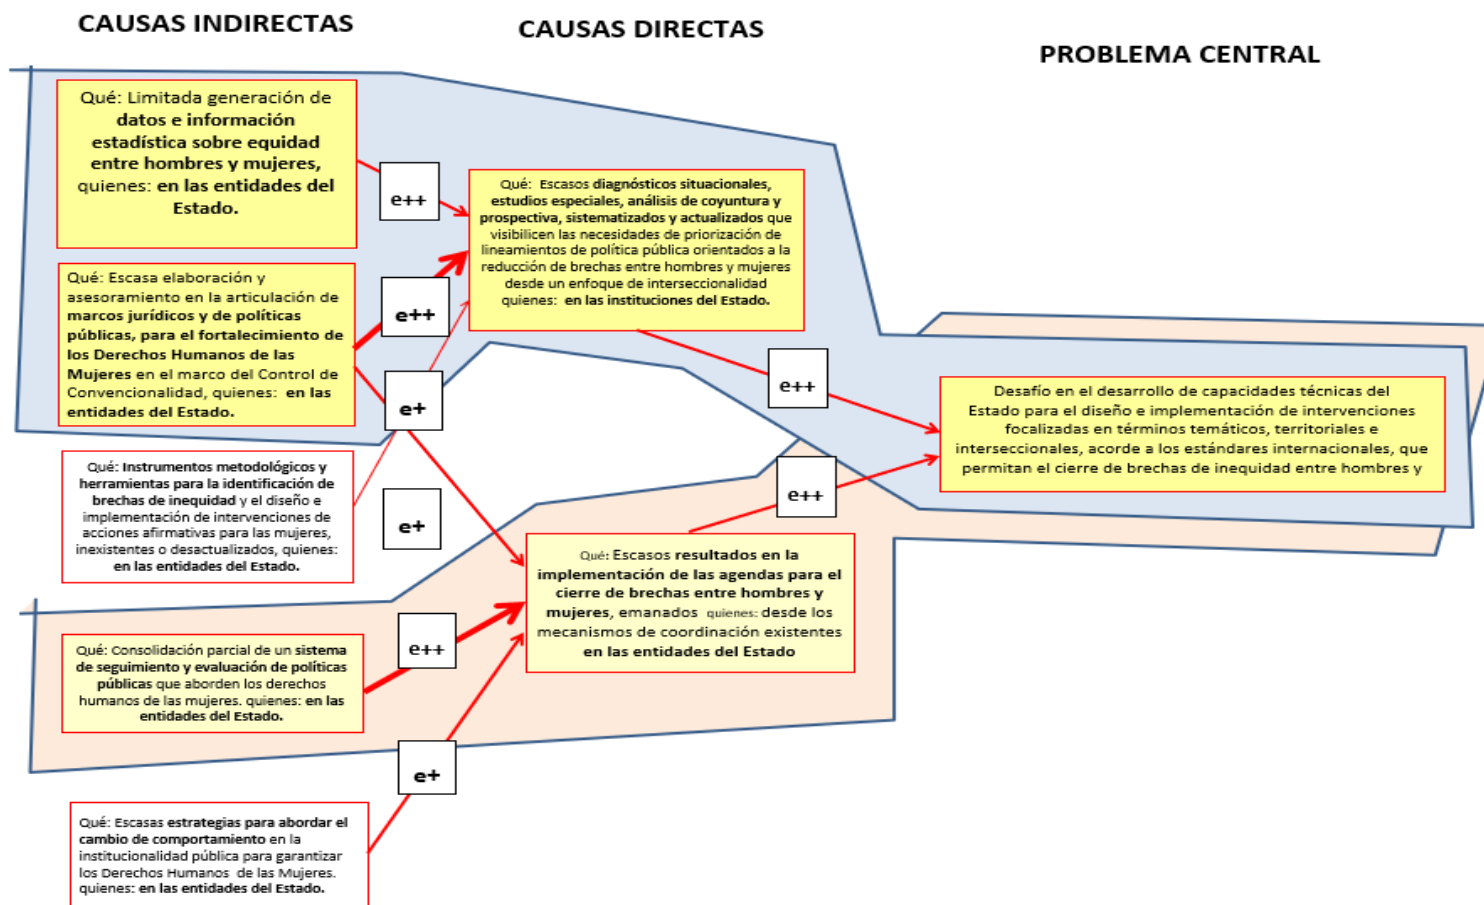 CAUSAS INDIRECTAS
CAUSAS DIRECTAS
PROBLEMA CENTRAL
Qué: Limitada generación de
datos e información
estadística sobre equidad
entre hombres y mujeres,
quienes: en las entidades del
Estado.
e++
Qué: Escasos diagnósticos situacionales,
estudios especiales, análisis de coyuntura y
prospectiva, sistematizados y actualizados que
visibilicen las necesidades de priorización de
lineamientos de política pública orientados a la
reducción de brechas entre hombres y mujeres
desde un enfoque de interseccionalidad
quienes: en las instituciones del Estado.
Qué: Escasa elaboración y
asesoramiento en la articulación de
marcos jurídicos y de políticas
públicas, para el fortalecimiento de
los Derechos Humanos de las
Mujeres en el marco del Control de
Convencionalidad, quienes: en las
entidades del Estado.
e++
e++
e+
Desafío en el desarrollo de capacidades técnicas del
Estado para el diseño e implementación de intervenciones
focalizadas en términos temáticos, territoriales e
interseccionales, acorde a los estándares internacionales, que
permitan el cierre de brechas de inequidad entre hombres y
Qué: Instrumentos metodológicos y
herramientas para la identificación de
brechas de inequidad y el diseño e
implementación de intervenciones de
acciones afirmativas para las mujeres,
inexistentes o desactualizados, quienes:
en las entidades del Estado.
e+
e++
Qué: Escasos resultados en la
implementación de las agendas para el
cierre de brechas entre hombres y
mujeres, emanados quienes: desde los
mecanismos de coordinación existentes
en las entidades del Estado
e++
Qué: Consolidación parcial de un sistema
de seguimiento y evaluación de políticas
públicas que aborden los derechos
humanos de las mujeres. quienes: en las
entidades del Estado.
e+
Qué: Escasas estrategias para abordar el
cambio de comportamiento en la
institucionalidad pública para garantizar
los Derechos Humanos de las Mujeres.
quienes: en las entidades del Estado.